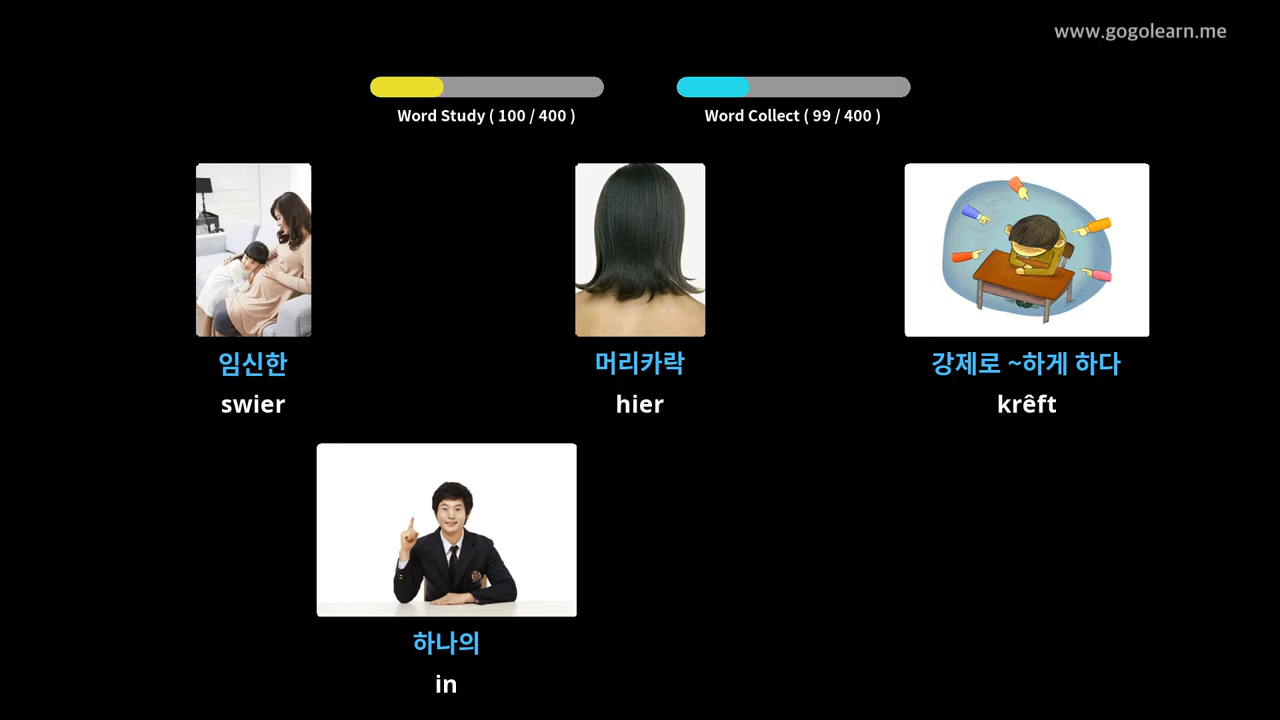 www.gogolearn.me
Word Study ( 100 / 400 )
Word Collect ( 99 / 400 )
임신한
swier
머리카락
hier
강제로 ~하게 하다
krêft
하나의
in